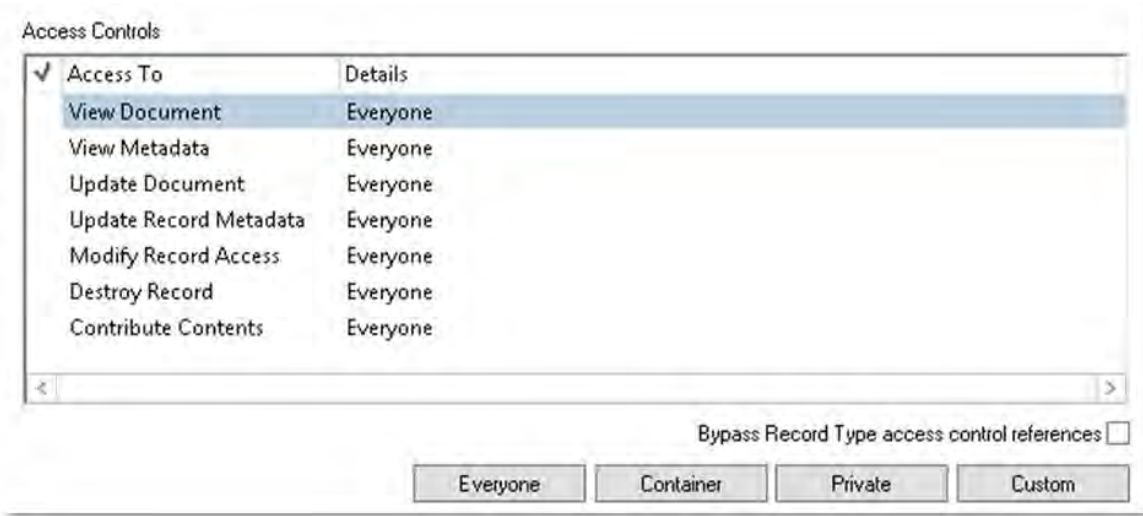 Access Controls
Access To Details
View Document Everyone
View Metadata Everyone
Update Document Everyone
Update Record Metadata Everyone
Modify Record Access Everyone
Destroy Record Everyone
Contribute Contents Everyone
Bypass Record Type access control references
Everyone Container Private Custom